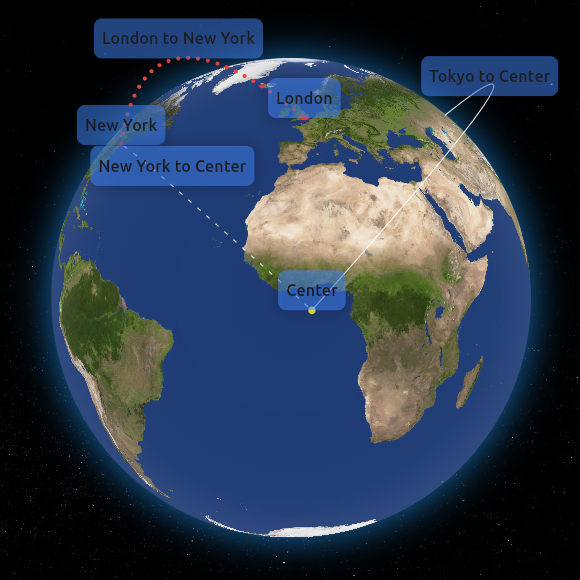 London to New York
Tokyo to Center
London
New York
New York to Center
Center